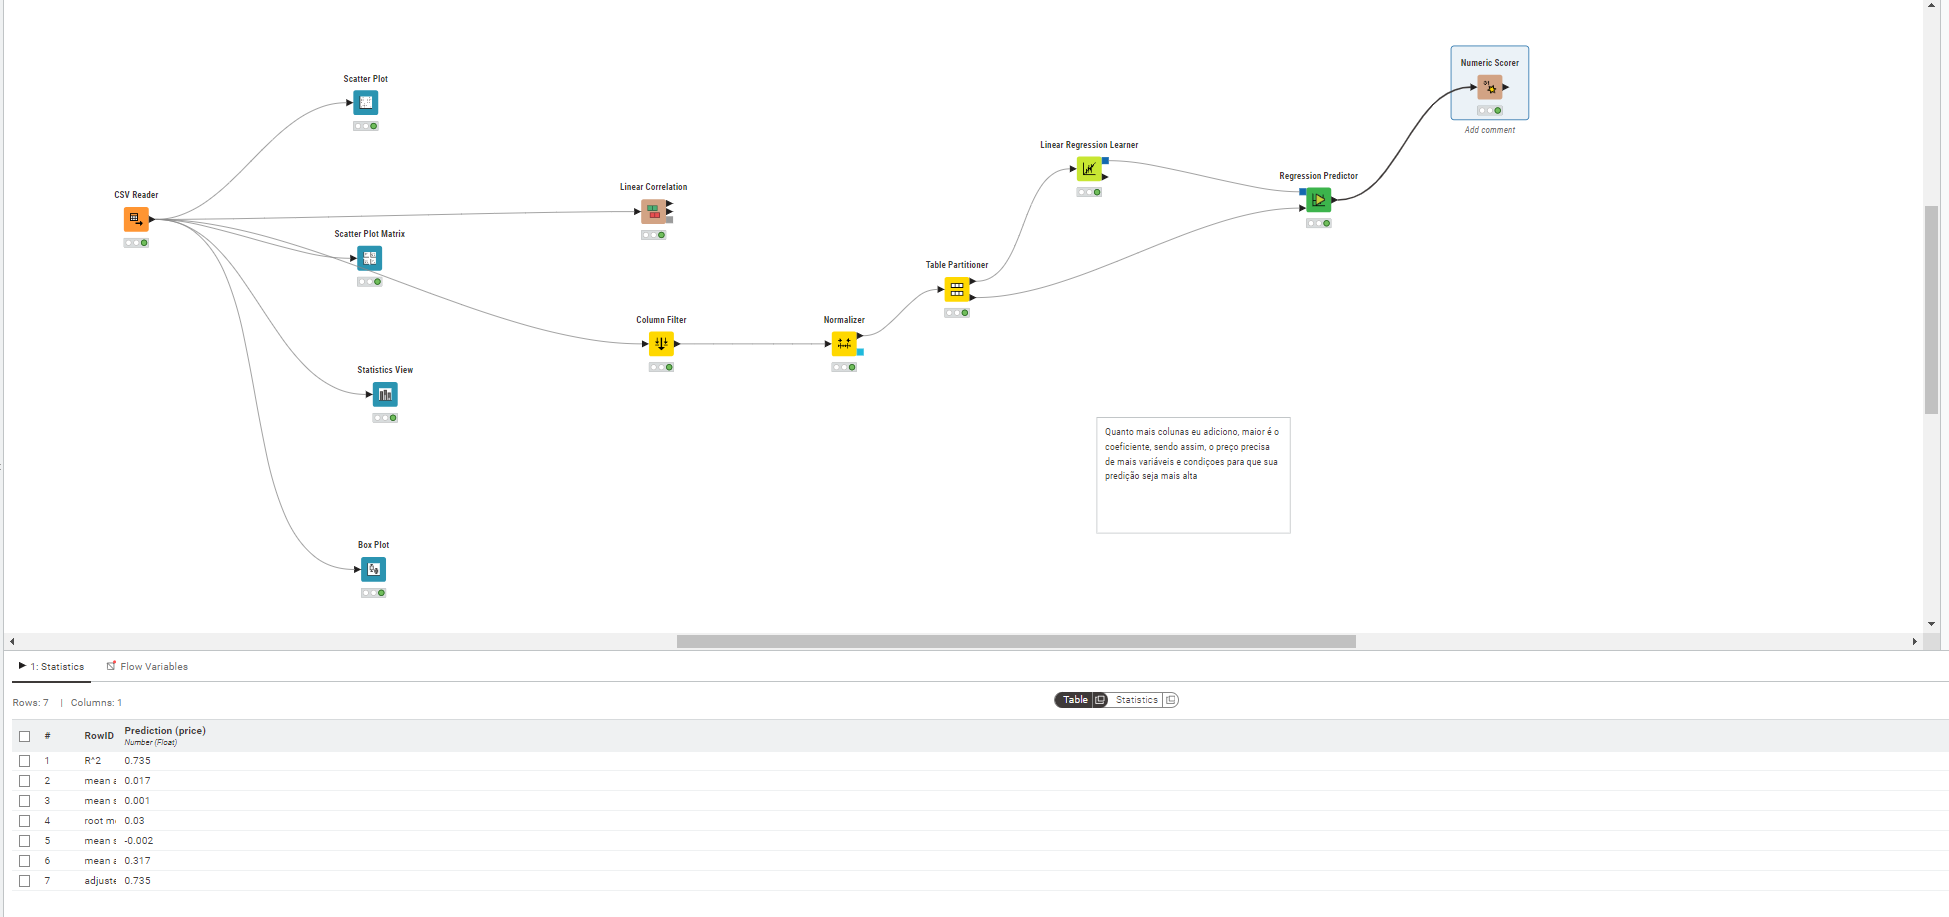 Scatter Plot
Numeric Scorer
Add comment
Linear Regression Learner
Regression Predictor
Linear Correlation
CSV Reader
Scatter Plot Matrix
Table Partitioner
Column Filter
Normalizer
Statistics View
Quanto mais colunas eu adiciono, maior é o
coeficiente, sendo assim, o preço precisa
de mais variáveis e condiçoes para que sua
predição seja mais alta
Box Plot
1: Statistics Flow Variables
Rows: 7 | Columns: 1
Table Statistics
# RowID Prediction (price)
Number (Float)
1 R^2 0.735
2 mean a 0.017
3 mean s 0.001
4 root m 0.03
5 mean s -0.002
6 mean a 0.317
7 adjuste 0.735